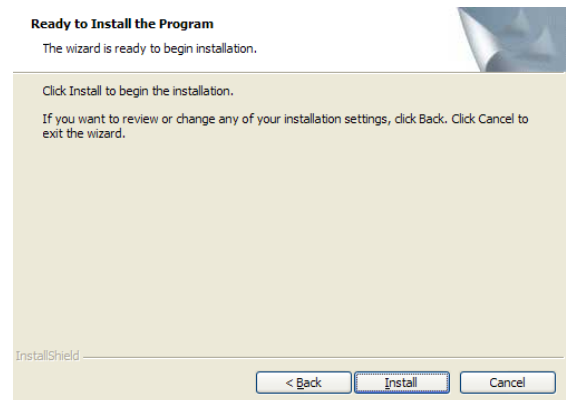 Ready to Install the Program
The wizard is ready to begin installation.
Click Install to begin the installation.
If you want to review or change any of your installation settings, click Back. Click Cancel to
exit the wizard.
InstallShield
< Back Install Cancel